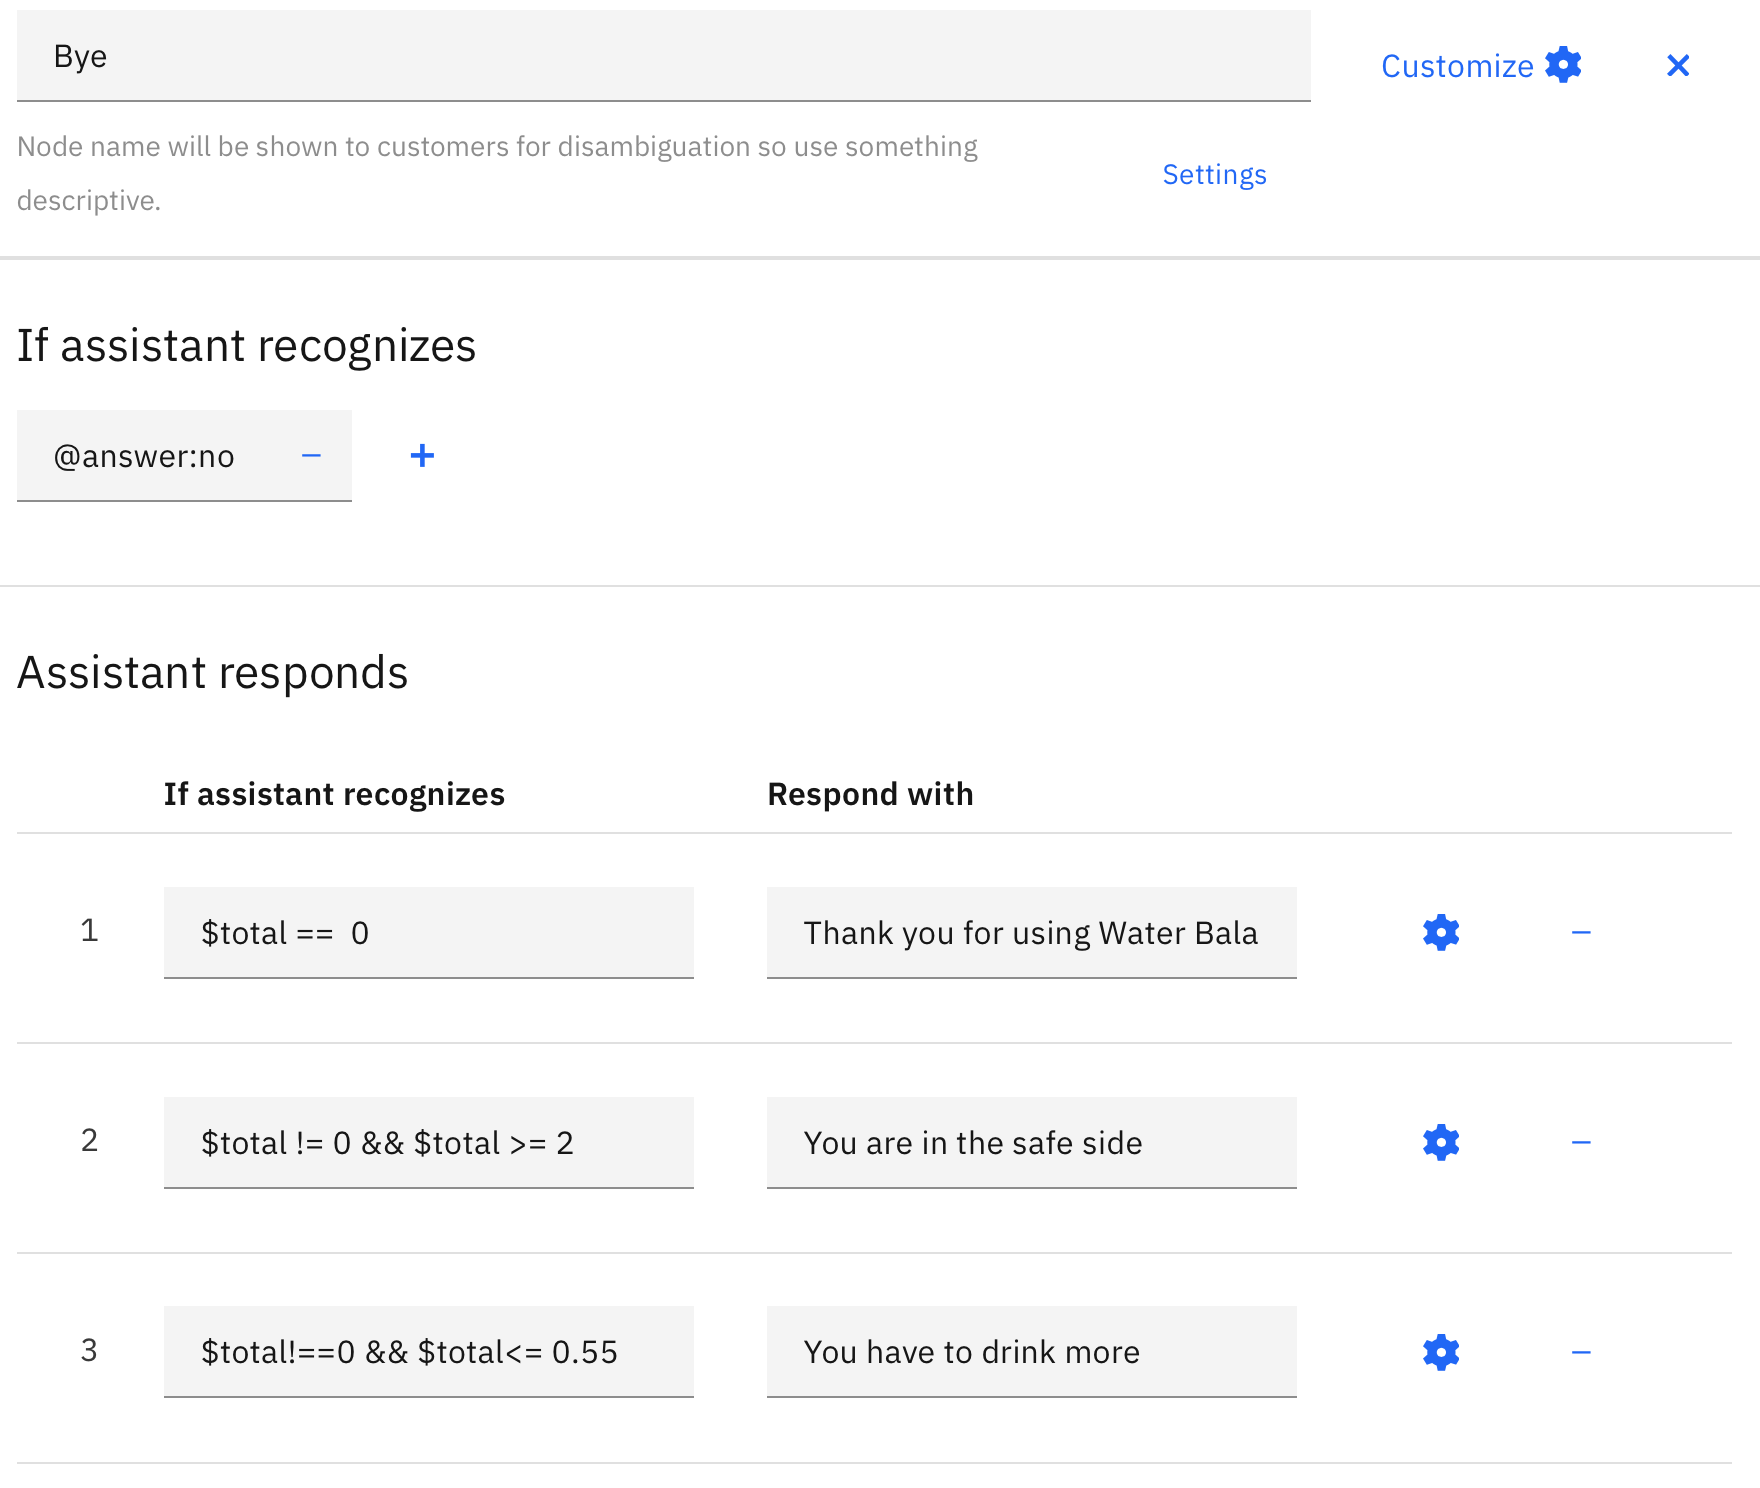 Bye
Customize
Node name will be shown to customers for disambiguation so use something
descriptive.
Settings
If assistant recognizes
@answer:no
Assistant responds
If assistant recognizes Respond with
1 $total ==  0 Thank you for using Water Bala
2 $total != 0 && $total >= 2 You are in the safe side
3 $total!==0 && $total<= 0.55 You have to drink more